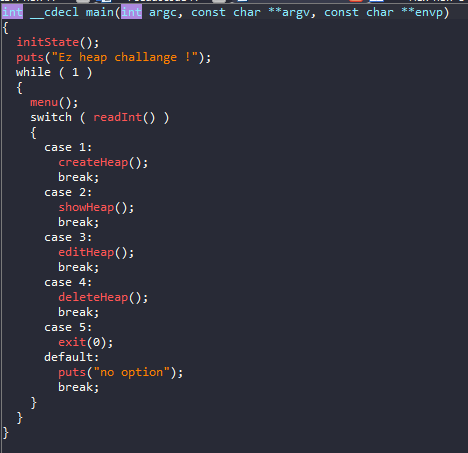 int __cdecl main(int argc, const char **argv, const char **envp)
{
  initState();
  puts("Ez heap challange !");
  while ( 1 )
  {
    menu();
    switch ( readInt() )
    {
      case 1:
        createHeap();
        break;
      case 2:
        showHeap();
        break;
      case 3:
        editHeap();
        break;
      case 4:
        deleteHeap();
        break;
      case 5:
        exit(0);
      default:
        puts("no option");
        break;
    }
  }
}